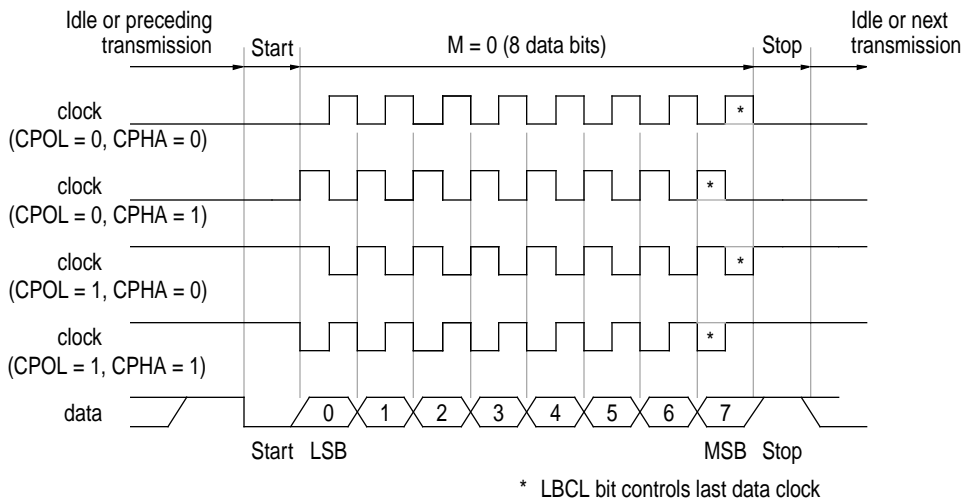 Idle or preceding
transmission
Start
M = 0 (8 data bits)
Stop
Idle or next
transmission
clock
(CPOL = 0, CPHA = 0)
*
clock
(CPOL = 0, CPHA = 1)
*
clock
(CPOL = 1, CPHA = 0)
*
clock
(CPOL = 1, CPHA = 1)
*
data
0 1 2 3 4 5 6 7
Start LSB MSB Stop
* LBCL bit controls last data clock